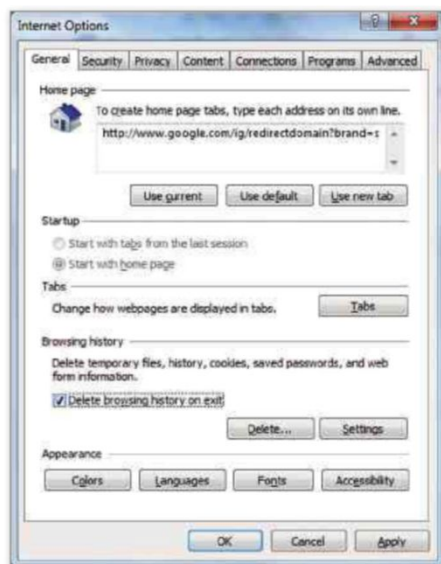 Internet Options
General Security Privacy Content Connections Programs Advanced
Home page
To create home page tabs, type each address on its own line.
http://www.google.com/ig/redirectdomain?brand=s
Use current Use default Use new tab
Startup
Start with tabs from the last session
Start with home page
Tabs
Change how webpages are displayed in tabs. Tabs
Browsing history
Delete temporary files, history, cookies, saved passwords, and web
form information.
Delete browsing history on exit
Delete... Settings
Appearance
Colors Languages Fonts Accessibility
OK Cancel Apply